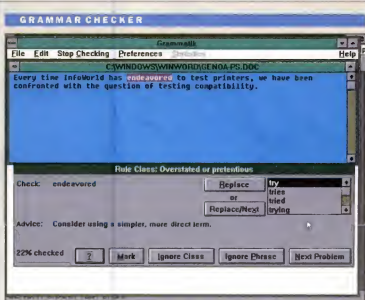 GRAMMAR CHECKER
Grammatik
File Edit Stop Checking Preferences Statistics Help
C:\WINDOWS\WINWORD\GENOA-PS.DOC
Every time InfoWorld has endeavored to test printers, we have been
confronted with the question of testing compatibility.
Rule Class: Overstated or pretentious
Check: endeavored
Replace
or
Replace/Next
try
tries
tried
trying
Advice: Consider using a simpler, more direct term.
22% checked
? Mark Ignore Class Ignore Phrase Next Problem